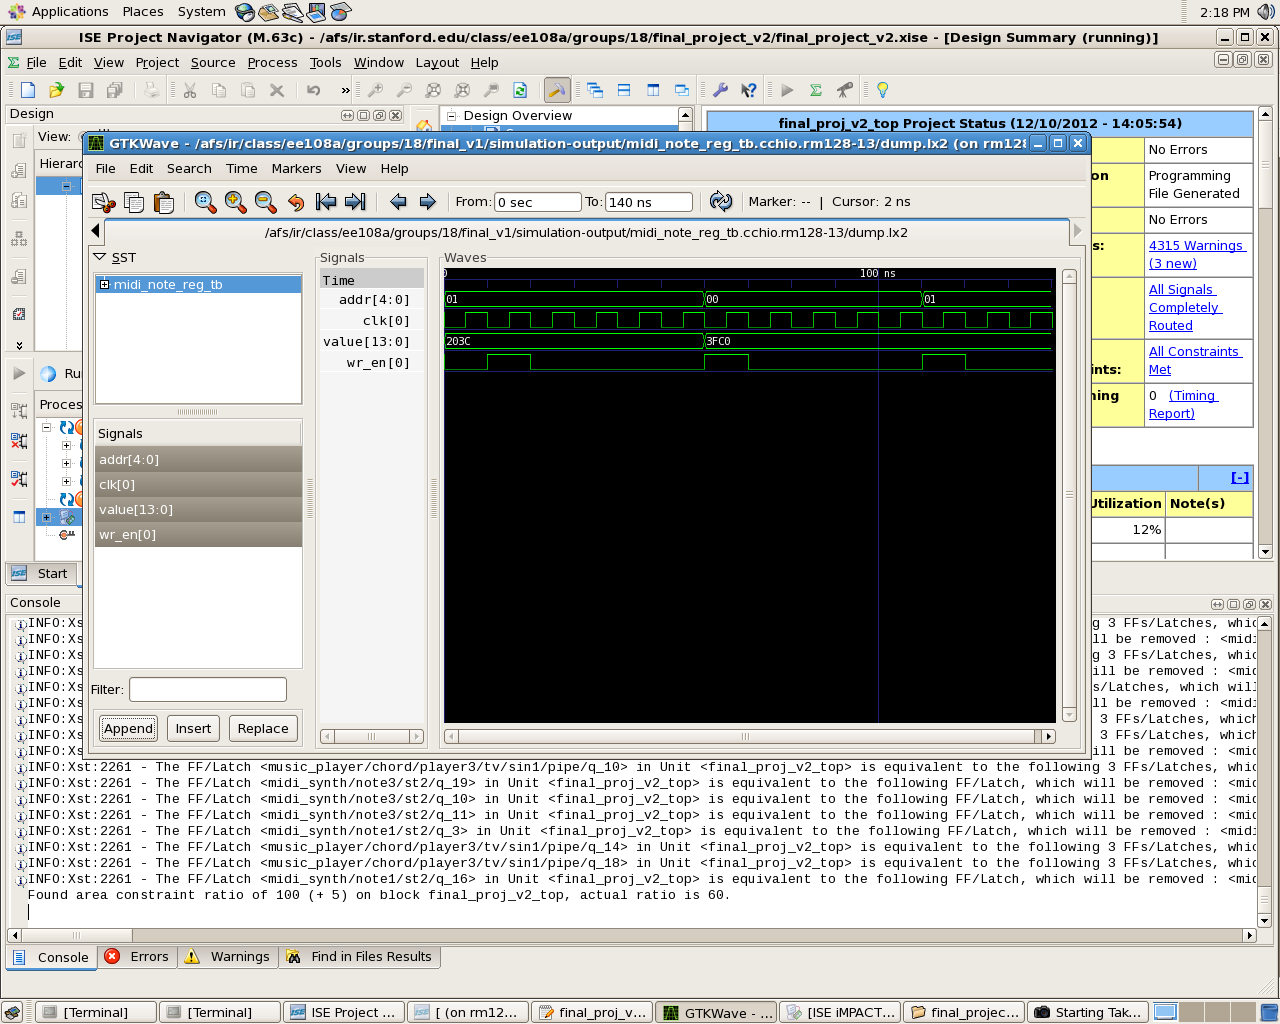 Applications Places System
2:18 PM
ISE Project Navigator (M.63c) - /afs/ir.stanford.edu/class/ee108a/groups/18/final_project_v2/final_project_v2.xise - [Design Summary (running)]
File Edit View Project Source Process Tools Window Layout Help
Design
View:
Hierarc
Design Overview
final_proj_v2_top Project Status (12/10/2012 - 14:05:54)
No Errors
on
Programming
File Generated
No Errors
s:
4315 Warnings
(3 new)
All Signals
Completely
Routed
nts:
All Constraints
Met
ning
0 (Timing
Report)
[-]
Utilization Note(s)
12%
GTKWave - /afs/ir/class/ee108a/groups/18/final_v1/simulation-output/midi_note_reg_tb.cchio.rm128-13/dump.lx2 (on rm128
File Edit Search Time Markers View Help
From: 0 sec To: 140 ns Marker: -- | Cursor: 2 ns
/afs/ir/class/ee108a/groups/18/final_v1/simulation-output/midi_note_reg_tb.cchio.rm128-13/dump.lx2
SST
midi_note_reg_tb
Signals
addr[4:0]
clk[0]
value[13:0]
wr_en[0]
Filter:
Append Insert Replace
Signals
Time
addr[4:0]
clk[0]
value[13:0]
wr_en[0]
Waves
0 100 ns
01 00 01
203C 3FC0
Ru
Proces
Start
Console
INFO:Xs g 3 FFs/Latches, whic
INFO:Xs ll be removed : <midi
INFO:Xs g 3 FFs/Latches, whic
INFO:Xs ill be removed : <mid
INFO:Xs s/Latches, which will
INFO:Xs ill be removed : <mid
INFO:Xs 3 FFs/Latches, which
INFO:Xs 3 FFs/Latches, which
INFO:Xs ill be removed : <mid
INFO:Xst:2261 - The FF/Latch <music_player/chord/player3/tv/sin1/pipe/q_10> in Unit <final_proj_v2_top> is equivalent to the following 3 FFs/Latches, whic
INFO:Xst:2261 - The FF/Latch <midi_synth/note3/st2/q_19> in Unit <final_proj_v2_top> is equivalent to the following FF/Latch, which will be removed : <mid
INFO:Xst:2261 - The FF/Latch <midi_synth/note3/st2/q_10> in Unit <final_proj_v2_top> is equivalent to the following FF/Latch, which will be removed : <mid
INFO:Xst:2261 - The FF/Latch <midi_synth/note3/st2/q_11> in Unit <final_proj_v2_top> is equivalent to the following FF/Latch, which will be removed : <mid
INFO:Xst:2261 - The FF/Latch <midi_synth/note1/st2/q_3> in Unit <final_proj_v2_top> is equivalent to the following FF/Latch, which will be removed : <midi
INFO:Xst:2261 - The FF/Latch <music_player/chord/player3/tv/sin1/pipe/q_14> in Unit <final_proj_v2_top> is equivalent to the following 3 FFs/Latches, whic
INFO:Xst:2261 - The FF/Latch <music_player/chord/player3/tv/sin1/pipe/q_18> in Unit <final_proj_v2_top> is equivalent to the following 3 FFs/Latches, whic
INFO:Xst:2261 - The FF/Latch <midi_synth/note1/st2/q_16> in Unit <final_proj_v2_top> is equivalent to the following FF/Latch, which will be removed : <mid
Found area constraint ratio of 100 (+ 5) on block final_proj_v2_top, actual ratio is 60.
Console Errors Warnings Find in Files Results
[Terminal] [Terminal] ISE Project ... [ (on rm12... final_proj_v... GTKWave - ... [ISE iMPACT... final_projec... Starting Tak...